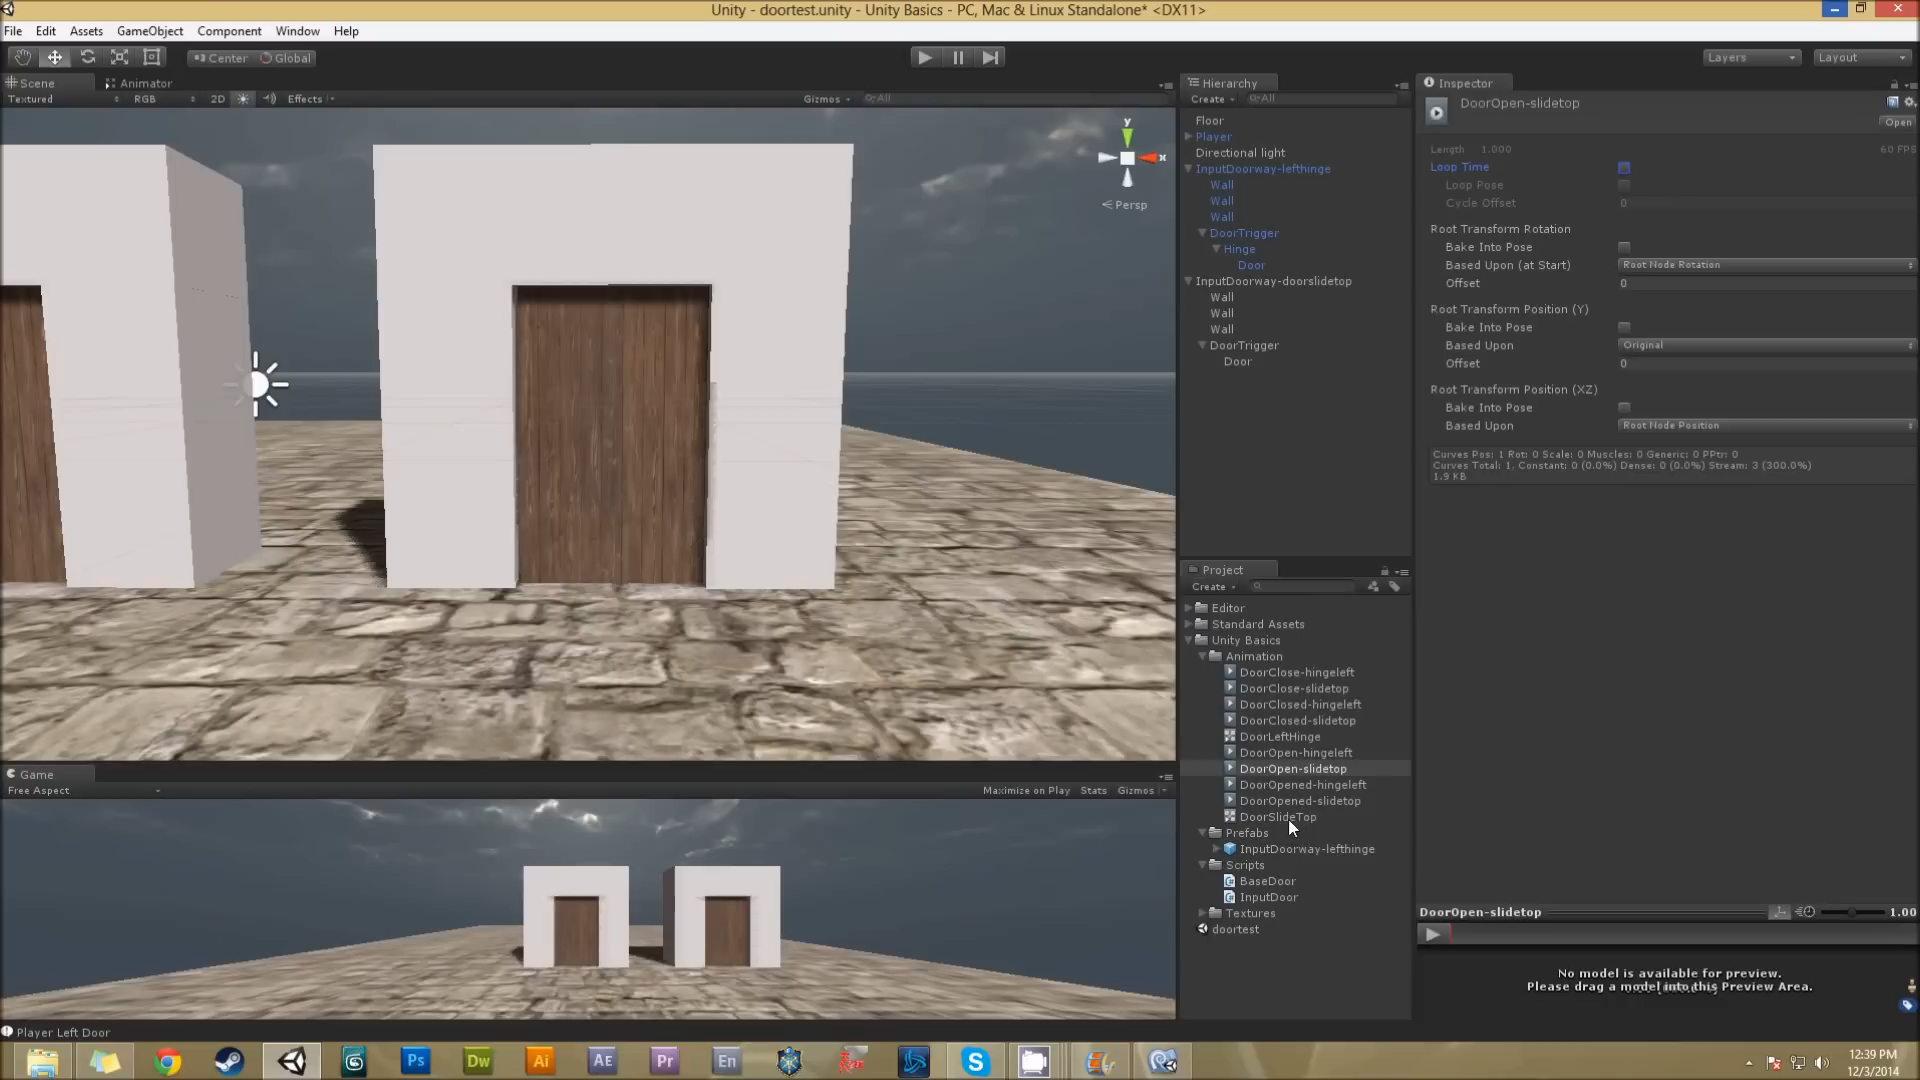 Unity - doortest.unity - Unity Basics - PC, Mac & Linux Standalone* <DX11>
File Edit Assets GameObject Component Window Help
Center Global
Layers
Layout
Scene Animator
Textured RGB 2D Effects
Gizmos All
y
x
Persp
Game
Free Aspect
Maximize on Play Stats Gizmos
Player Left Door
Hierarchy
Create All
Floor
Player
Directional light
InputDoorway-lefthinge
Wall
Wall
Wall
DoorTrigger
Hinge
Door
InputDoorway-doorslidetop
Wall
Wall
Wall
DoorTrigger
Door
Project
Create
Editor
Standard Assets
Unity Basics
Animation
DoorClose-hingeleft
DoorClose-slidetop
DoorClosed-hingeleft
DoorClosed-slidetop
DoorLeftHinge
DoorOpen-hingeleft
DoorOpen-slidetop
DoorOpened-hingeleft
DoorOpened-slidetop
DoorSlideTop
Prefabs
InputDoorway-lefthinge
Scripts
BaseDoor
InputDoor
Textures
doortest
Inspector
DoorOpen-slidetop
Open
Length 1.000 60 FPS
Loop Time
Loop Pose
Cycle Offset 0
Root Transform Rotation
Bake Into Pose
Based Upon (at Start) Root Node Rotation
Offset 0
Root Transform Position (Y)
Bake Into Pose
Based Upon Original
Offset 0
Root Transform Position (XZ)
Bake Into Pose
Based Upon Root Node Position
Curves Pos: 1 Rot: 0 Scale: 0 Muscles: 0 Generic: 0 PPtr: 0
Curves Total: 1, Constant: 0 (0.0%) Dense: 0 (0.0%) Stream: 3 (300.0%)
1.9 KB
DoorOpen-slidetop 1.00
No model is available for preview.
Please drag a model into this Preview Area.
Ps Dw Ai AE Pr En
12:39 PM
12/3/2014